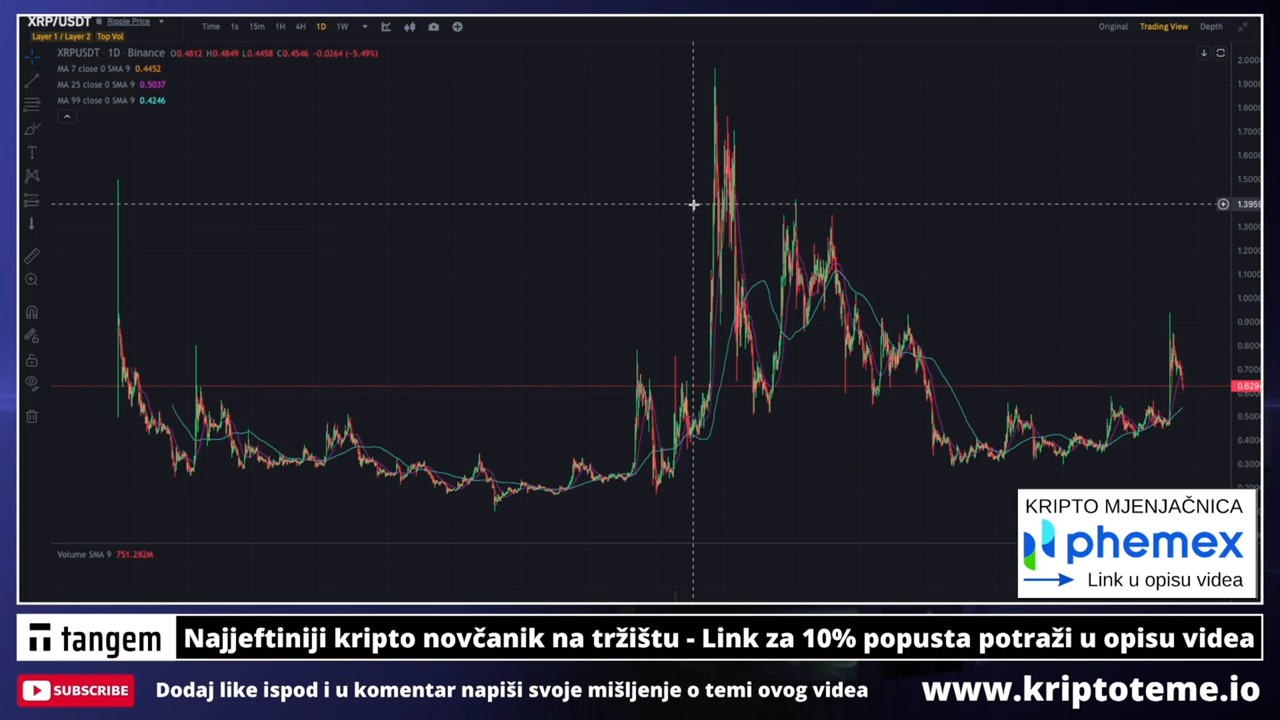 XRP/USDT Ripple Price
Time 1s 15m 1H 4H 1D 1W
Original Trading View Depth
Layer 1 / Layer 2 Top Vol
XRPUSDT · 1D · Binance O0.4812 H0.4849 L0.4458 C0.4546 -0.0264 (-5.49%)
MA 7 close 0 SMA 9 0.4452
MA 25 close 0 SMA 9 0.5037
MA 99 close 0 SMA 9 0.4246
2.0000
1.9000
1.8000
1.7000
1.6000
1.5000
1.3959
1.3000
1.2000
1.1000
1.0000
0.9000
0.8000
0.7000
0.6294
0.6000
0.5000
0.4000
0.3000
Volume SMA 9 751.282M
KRIPTO MJENJAČNICA
phemex
Link u opisu videa
tangem
Najjeftiniji kripto novčanik na tržištu - Link za 10% popusta potraži u opisu videa
SUBSCRIBE
Dodaj like ispod i u komentar napiši svoje mišljenje o temi ovog videa
www.kriptoteme.io